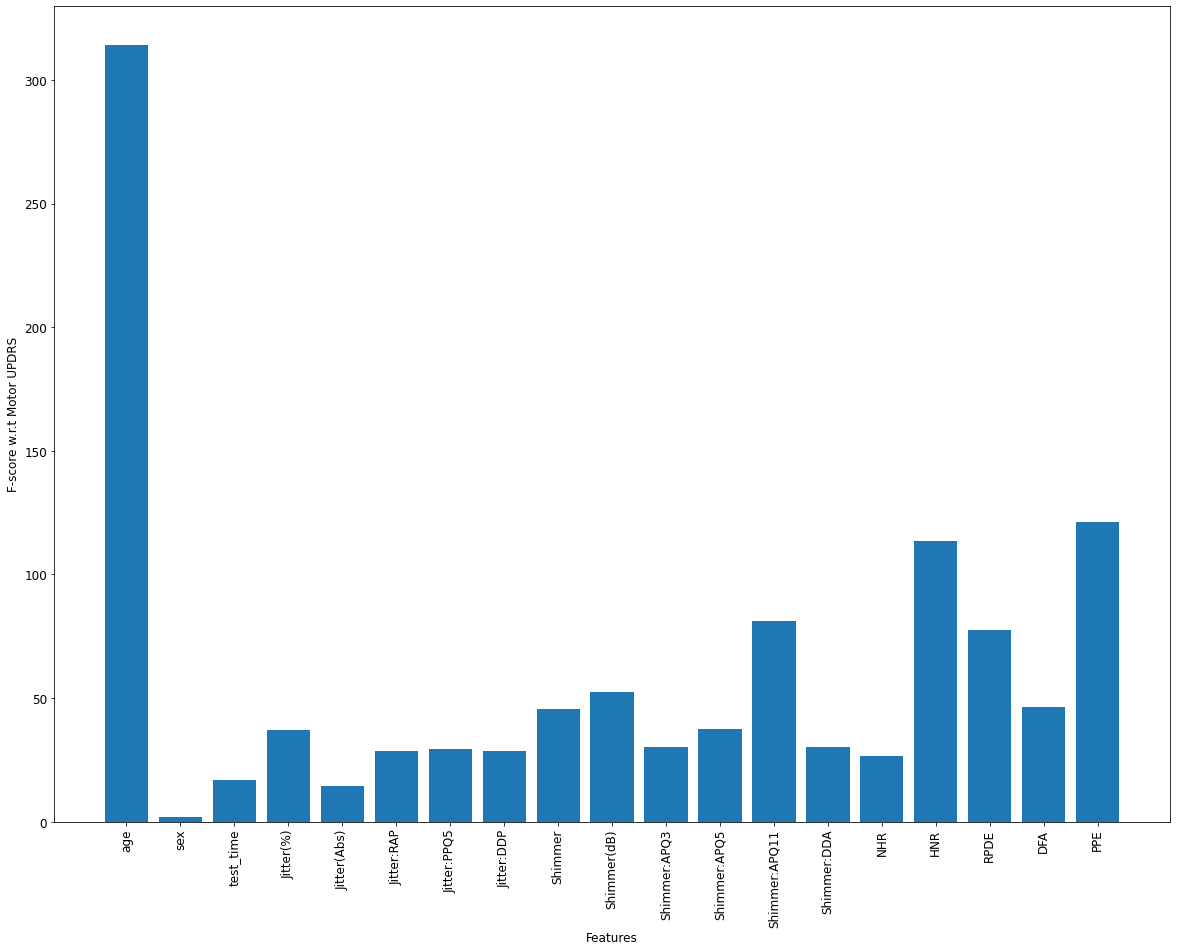 F-score w.r.t Motor UPDRS
300
250
200
150
100
50
0
age
sex
test_time
Jitter(%)
Jitter(Abs)
Jitter:RAP
Jitter:PPQ5
Jitter:DDP
Shimmer
Shimmer(dB)
Shimmer:APQ3
Shimmer:APQ5
Shimmer:APQ11
Shimmer:DDA
NHR
HNR
RPDE
DFA
PPE
Features